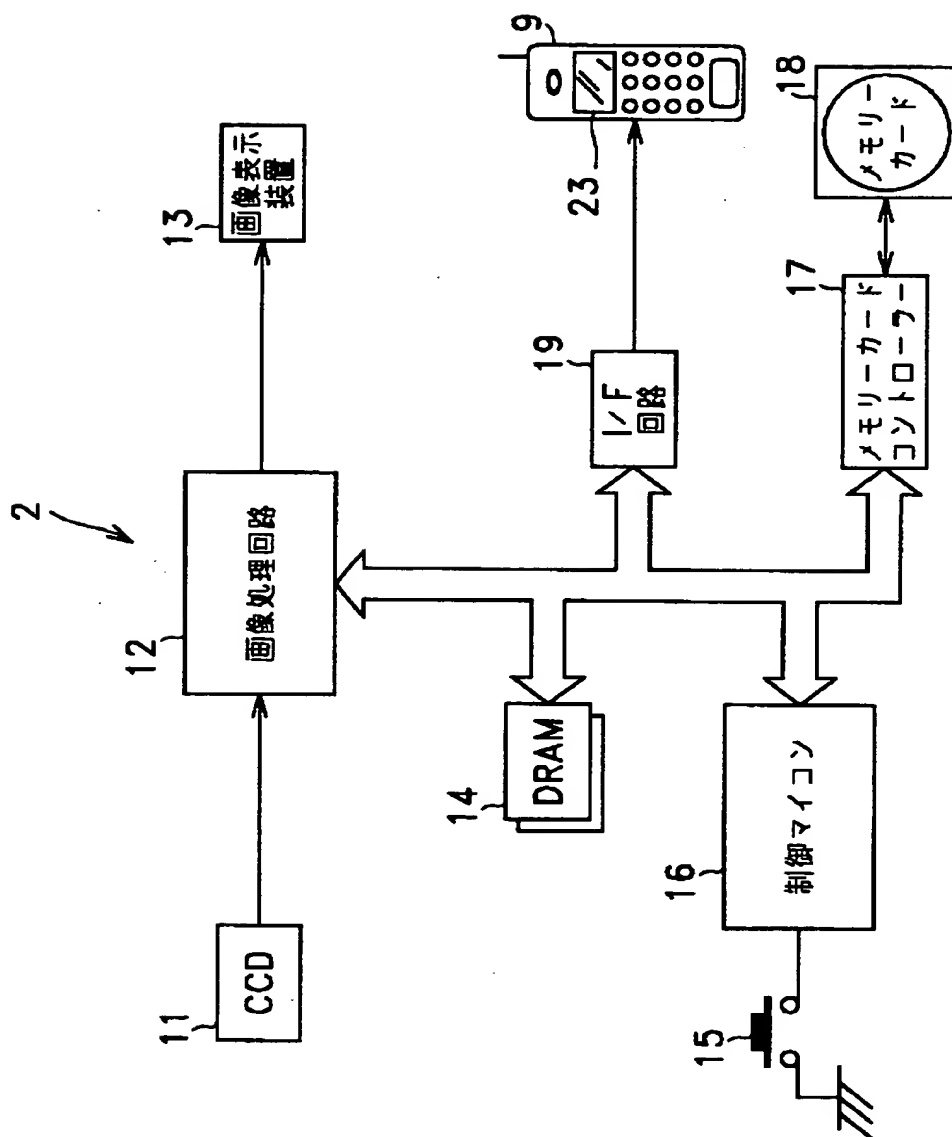 2
11
CCD
12
画像処理回路
13
画像表示
装置
14
DRAM
19
I/F
回路
9
23
15
16
制御マイコン
17
メモリーカード
コントローラー
18
メモリー
カード